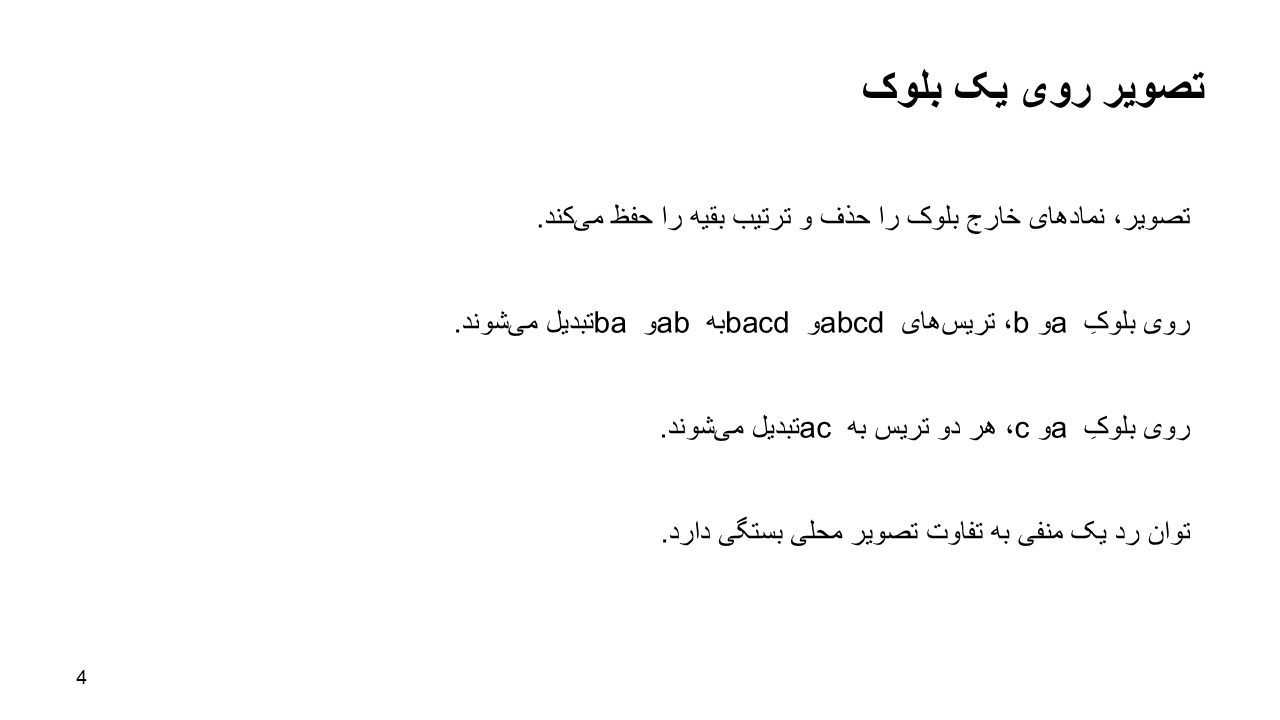 تصویر روی یک بلوک
تصویر، نمادهای خارج بلوک را حذف و ترتیب بقیه را حفظ می‌کند.
روی بلوکِ a و b، تریس‌های abcd و bacd به ab و ba تبدیل می‌شوند.
روی بلوکِ a و c، هر دو تریس به ac تبدیل می‌شوند.
توان رد یک منفی به تفاوت تصویر محلی بستگی دارد.
4